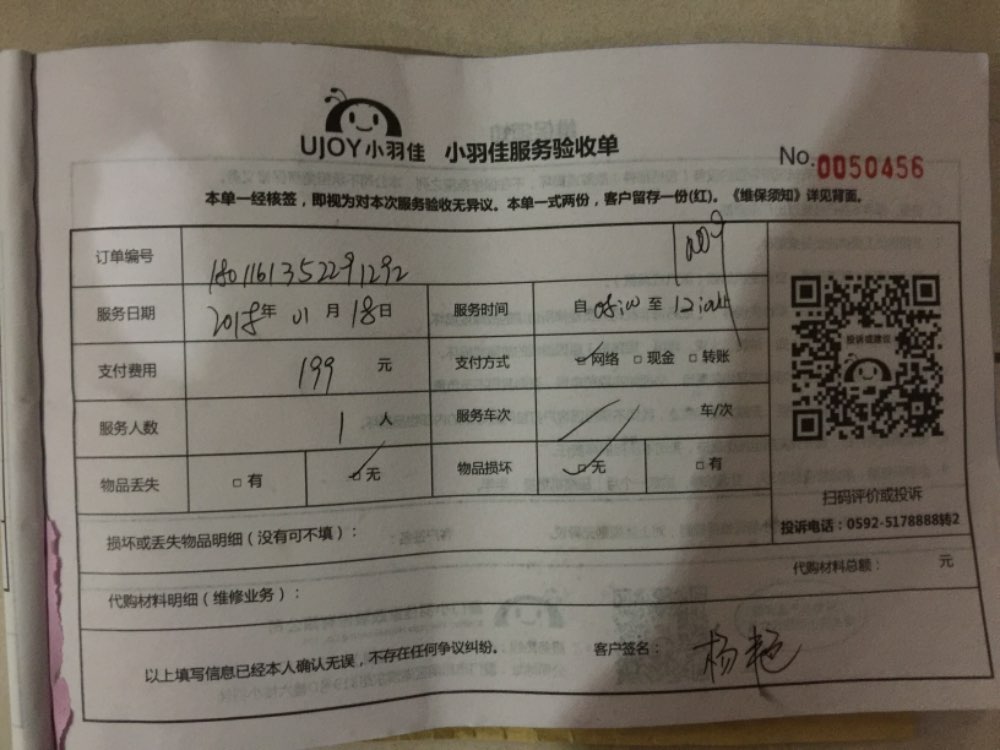 UJOY小羽佳 小羽佳服务验收单
No.0050456
本单一经核签，即视为对本次服务验收无异议。本单一式两份，客户留存一份(红)。《维保须知》详见背面。
订单编号 1801161352291292
服务日期 2018年 01 月 18日 服务时间 自 至
支付费用 199 元 支付方式 网络 现金 转账
服务人数 1 人 服务车次 车/次
物品丢失 有 无 物品损坏 无 有
投诉或建议
扫码评价或投诉
投诉电话：0592-5178888转2
损坏或丢失物品明细（没有可不填）：
代购材料明细（维修业务）： 代购材料总额： 元
以上填写信息已经本人确认无误，不存在任何争议纠纷。 客户签名： 杨艳